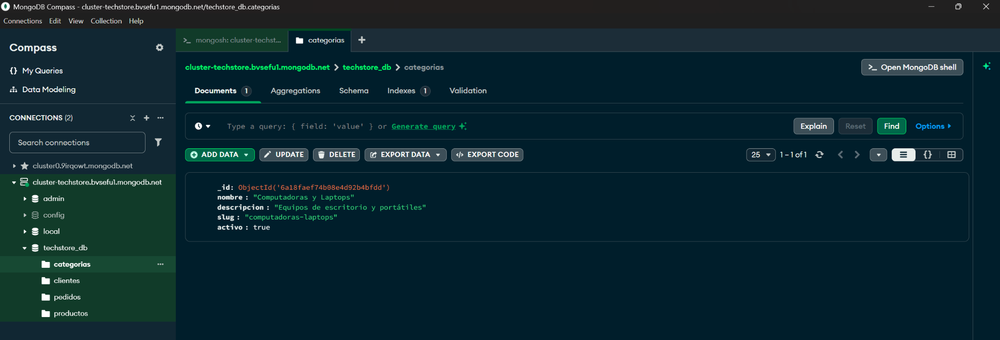 MongoDB Compass - cluster-techstore.bvsefu1.mongodb.net/techstore_db.categorias
Connections Edit View Collection Help
Compass
{} My Queries
Data Modeling
CONNECTIONS (2)
Search connections
cluster0.9irqowt.mongodb.net
cluster-techstore.bvsefu1.mongodb.net
admin
config
local
techstore_db
categorias
clientes
pedidos
productos
>_ mongosh: cluster-techst...
categorias
cluster-techstore.bvsefu1.mongodb.net > techstore_db > categorias
>_ Open MongoDB shell
Documents 1 Aggregations Schema Indexes 1 Validation
Type a query: { field: 'value' } or Generate query
Explain Reset Find Options
ADD DATA UPDATE DELETE EXPORT DATA </> EXPORT CODE
25 1 – 1 of 1 {}
_id: ObjectId('6a18faef74b08e4d92b4bfdd')
nombre : "Computadoras y Laptops"
descripcion : "Equipos de escritorio y portátiles"
slug : "computadoras-laptops"
activo : true